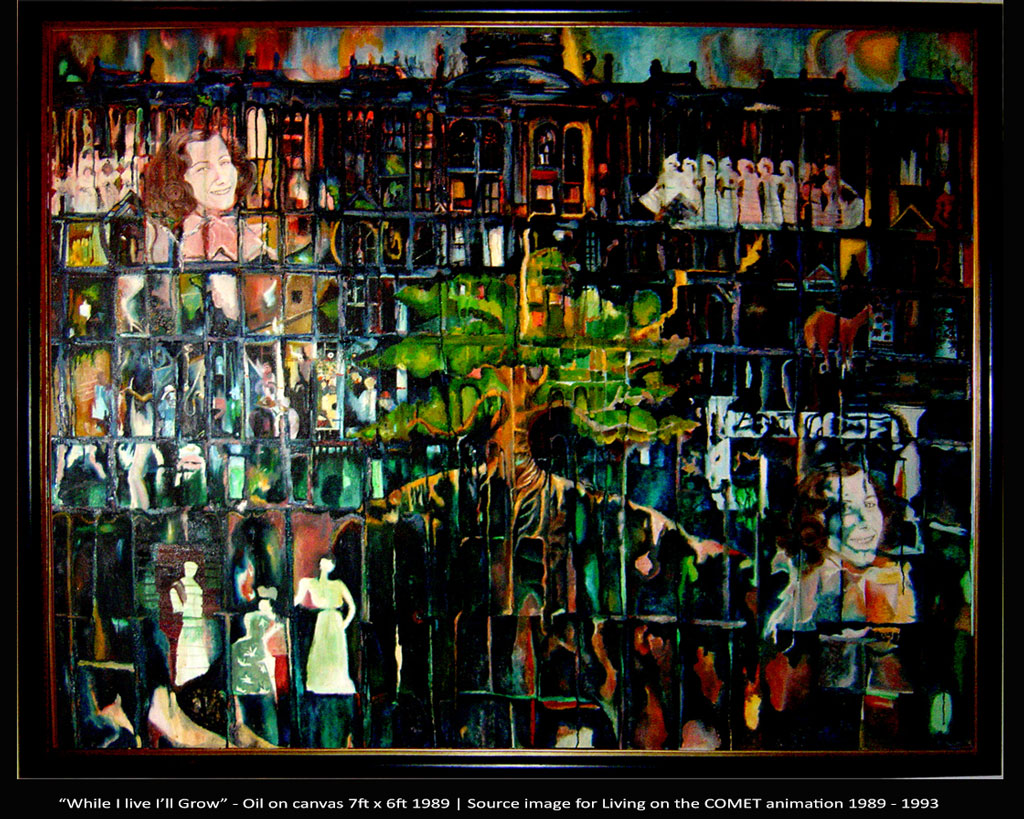 “While I live I’ll Grow” - Oil on canvas 7ft x 6ft 1989 | Source image for Living on the COMET animation 1989 - 1993